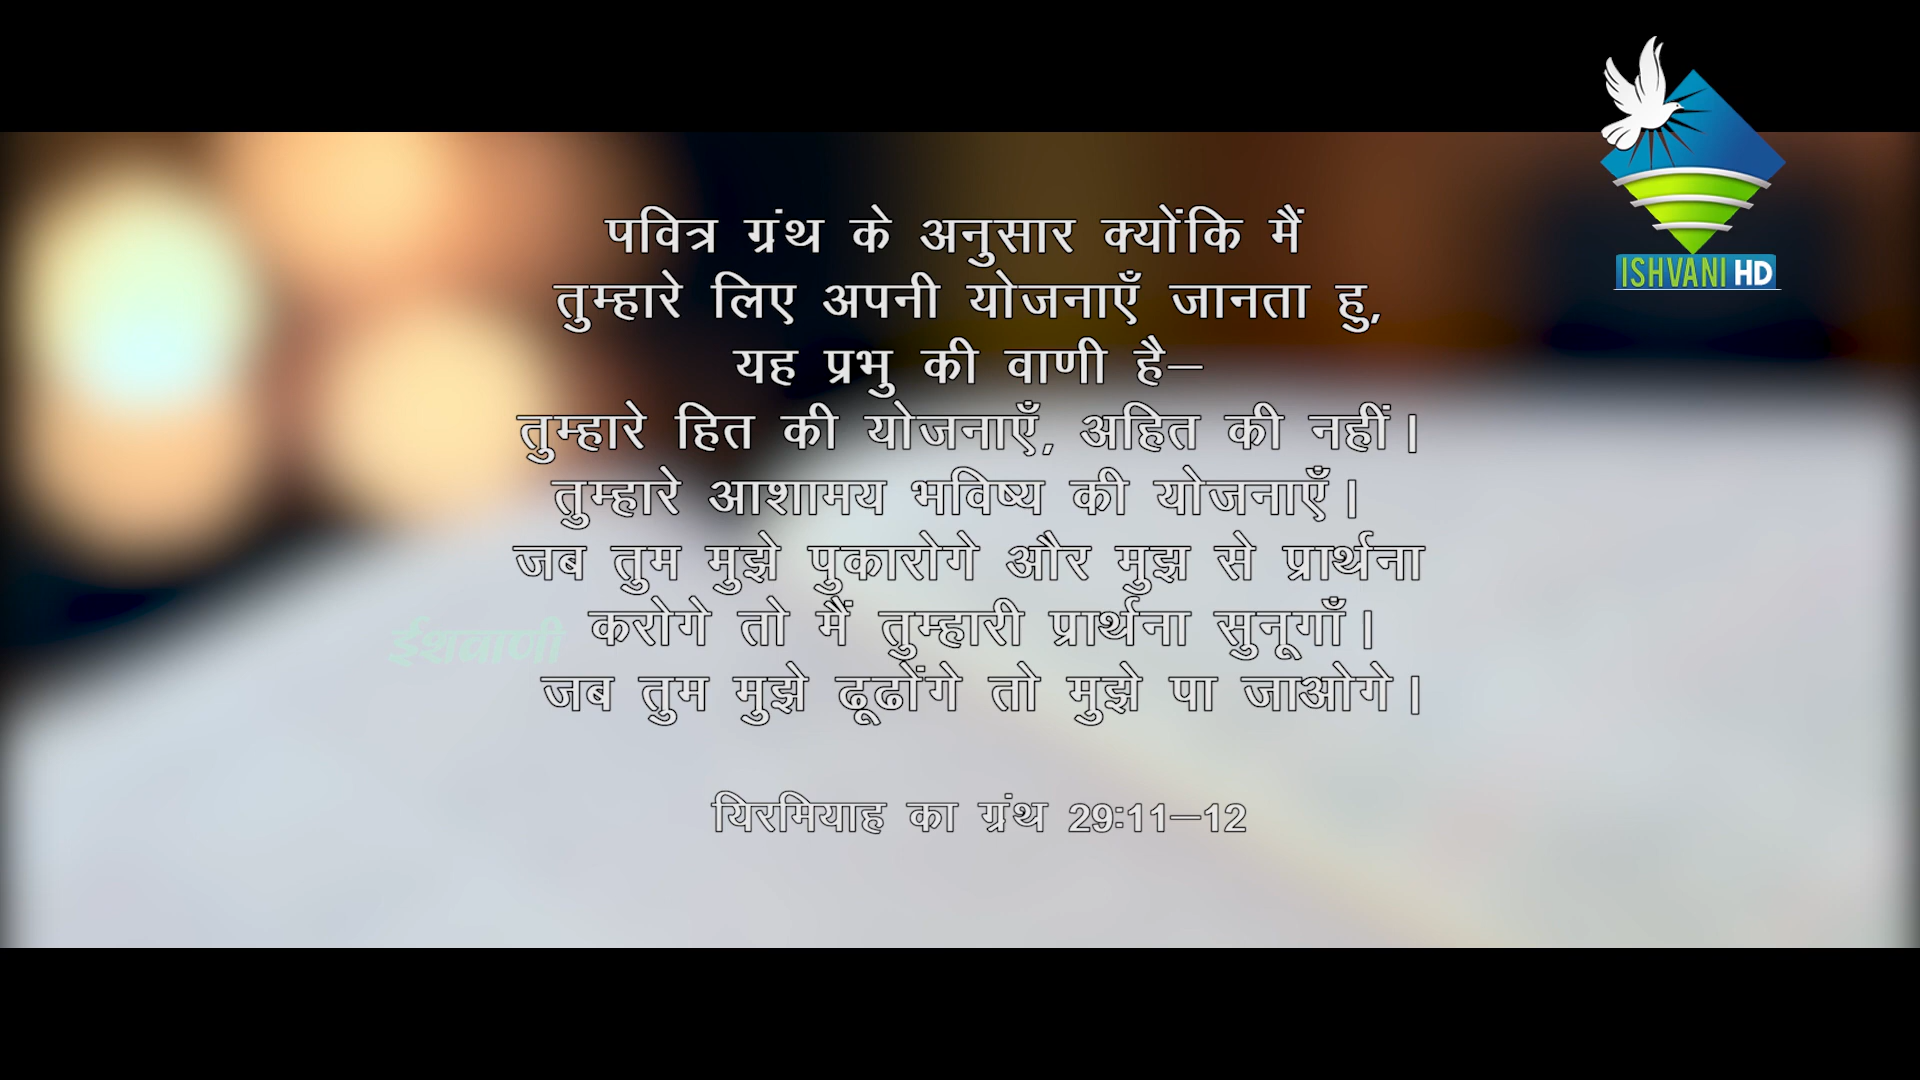 ISHVANI HD
पवित्र ग्रंथ के अनुसार क्योंकि मैं
तुम्हारे लिए अपनी योजनाएँ जानता हु,
यह प्रभु की वाणी है–
तुम्हारे हित की योजनाएँ, अहित की नहीं।
तुम्हारे आशामय भविष्य की योजनाएँ।
जब तुम मुझे पुकारोगे और मुझ से प्रार्थना
करोगे तो मैं तुम्हारी प्रार्थना सुनूगाँ।
ईशवाणी
जब तुम मुझे ढूढोंगे तो मुझे पा जाओगे।
यिरमियाह का ग्रंथ 29:11–12